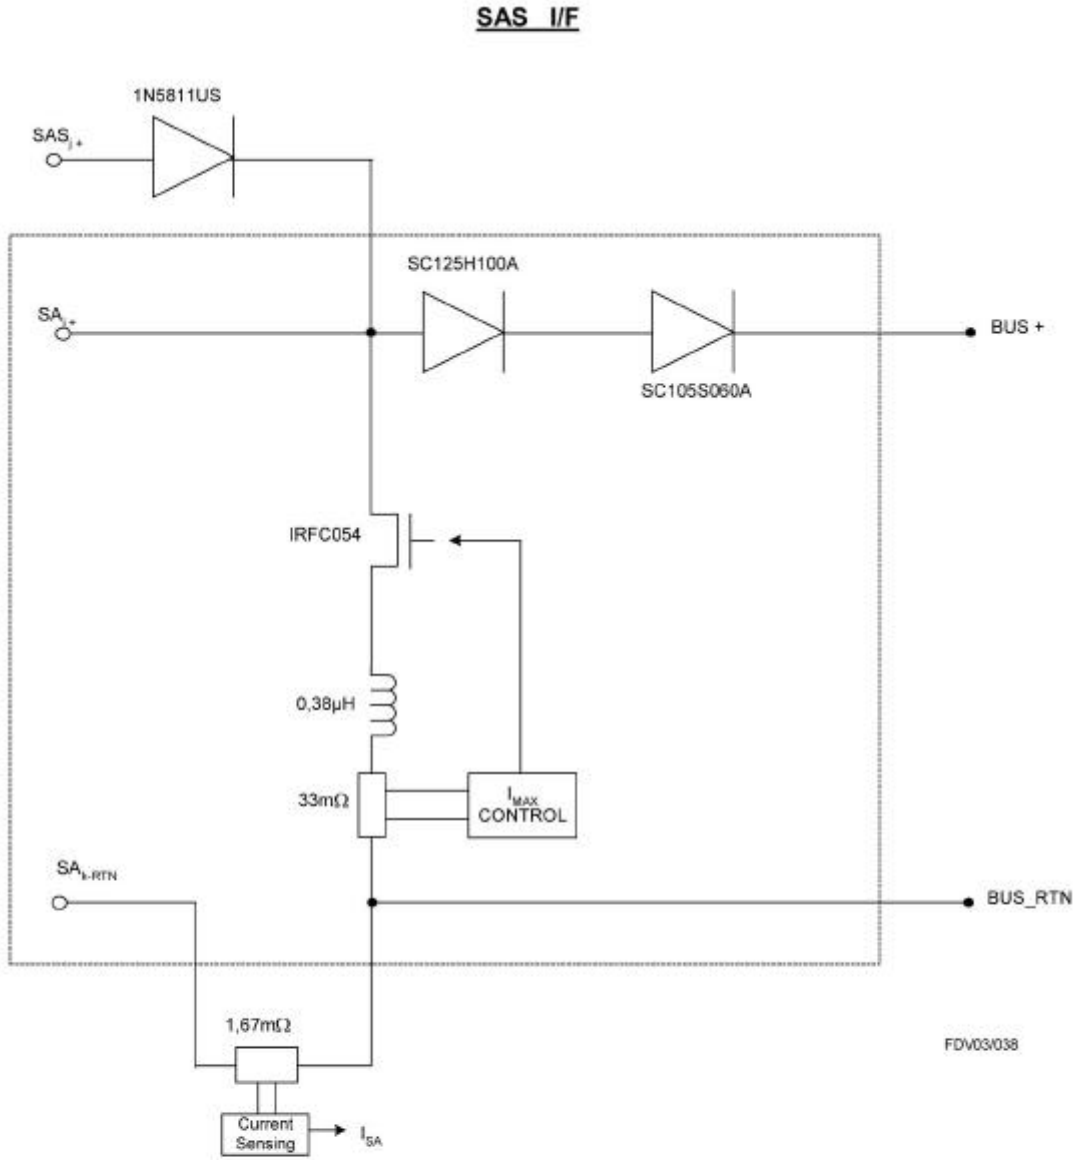 SAS I/F
1N5811US
SASj +
SC125H100A
SAj+
BUS +
SC105S060A
IRFC054
0,38µH
33mΩ
IMAX
CONTROL
SAk-RTN
BUS_RTN
1,67mΩ
FDV03/038
Current
Sensing
ISA